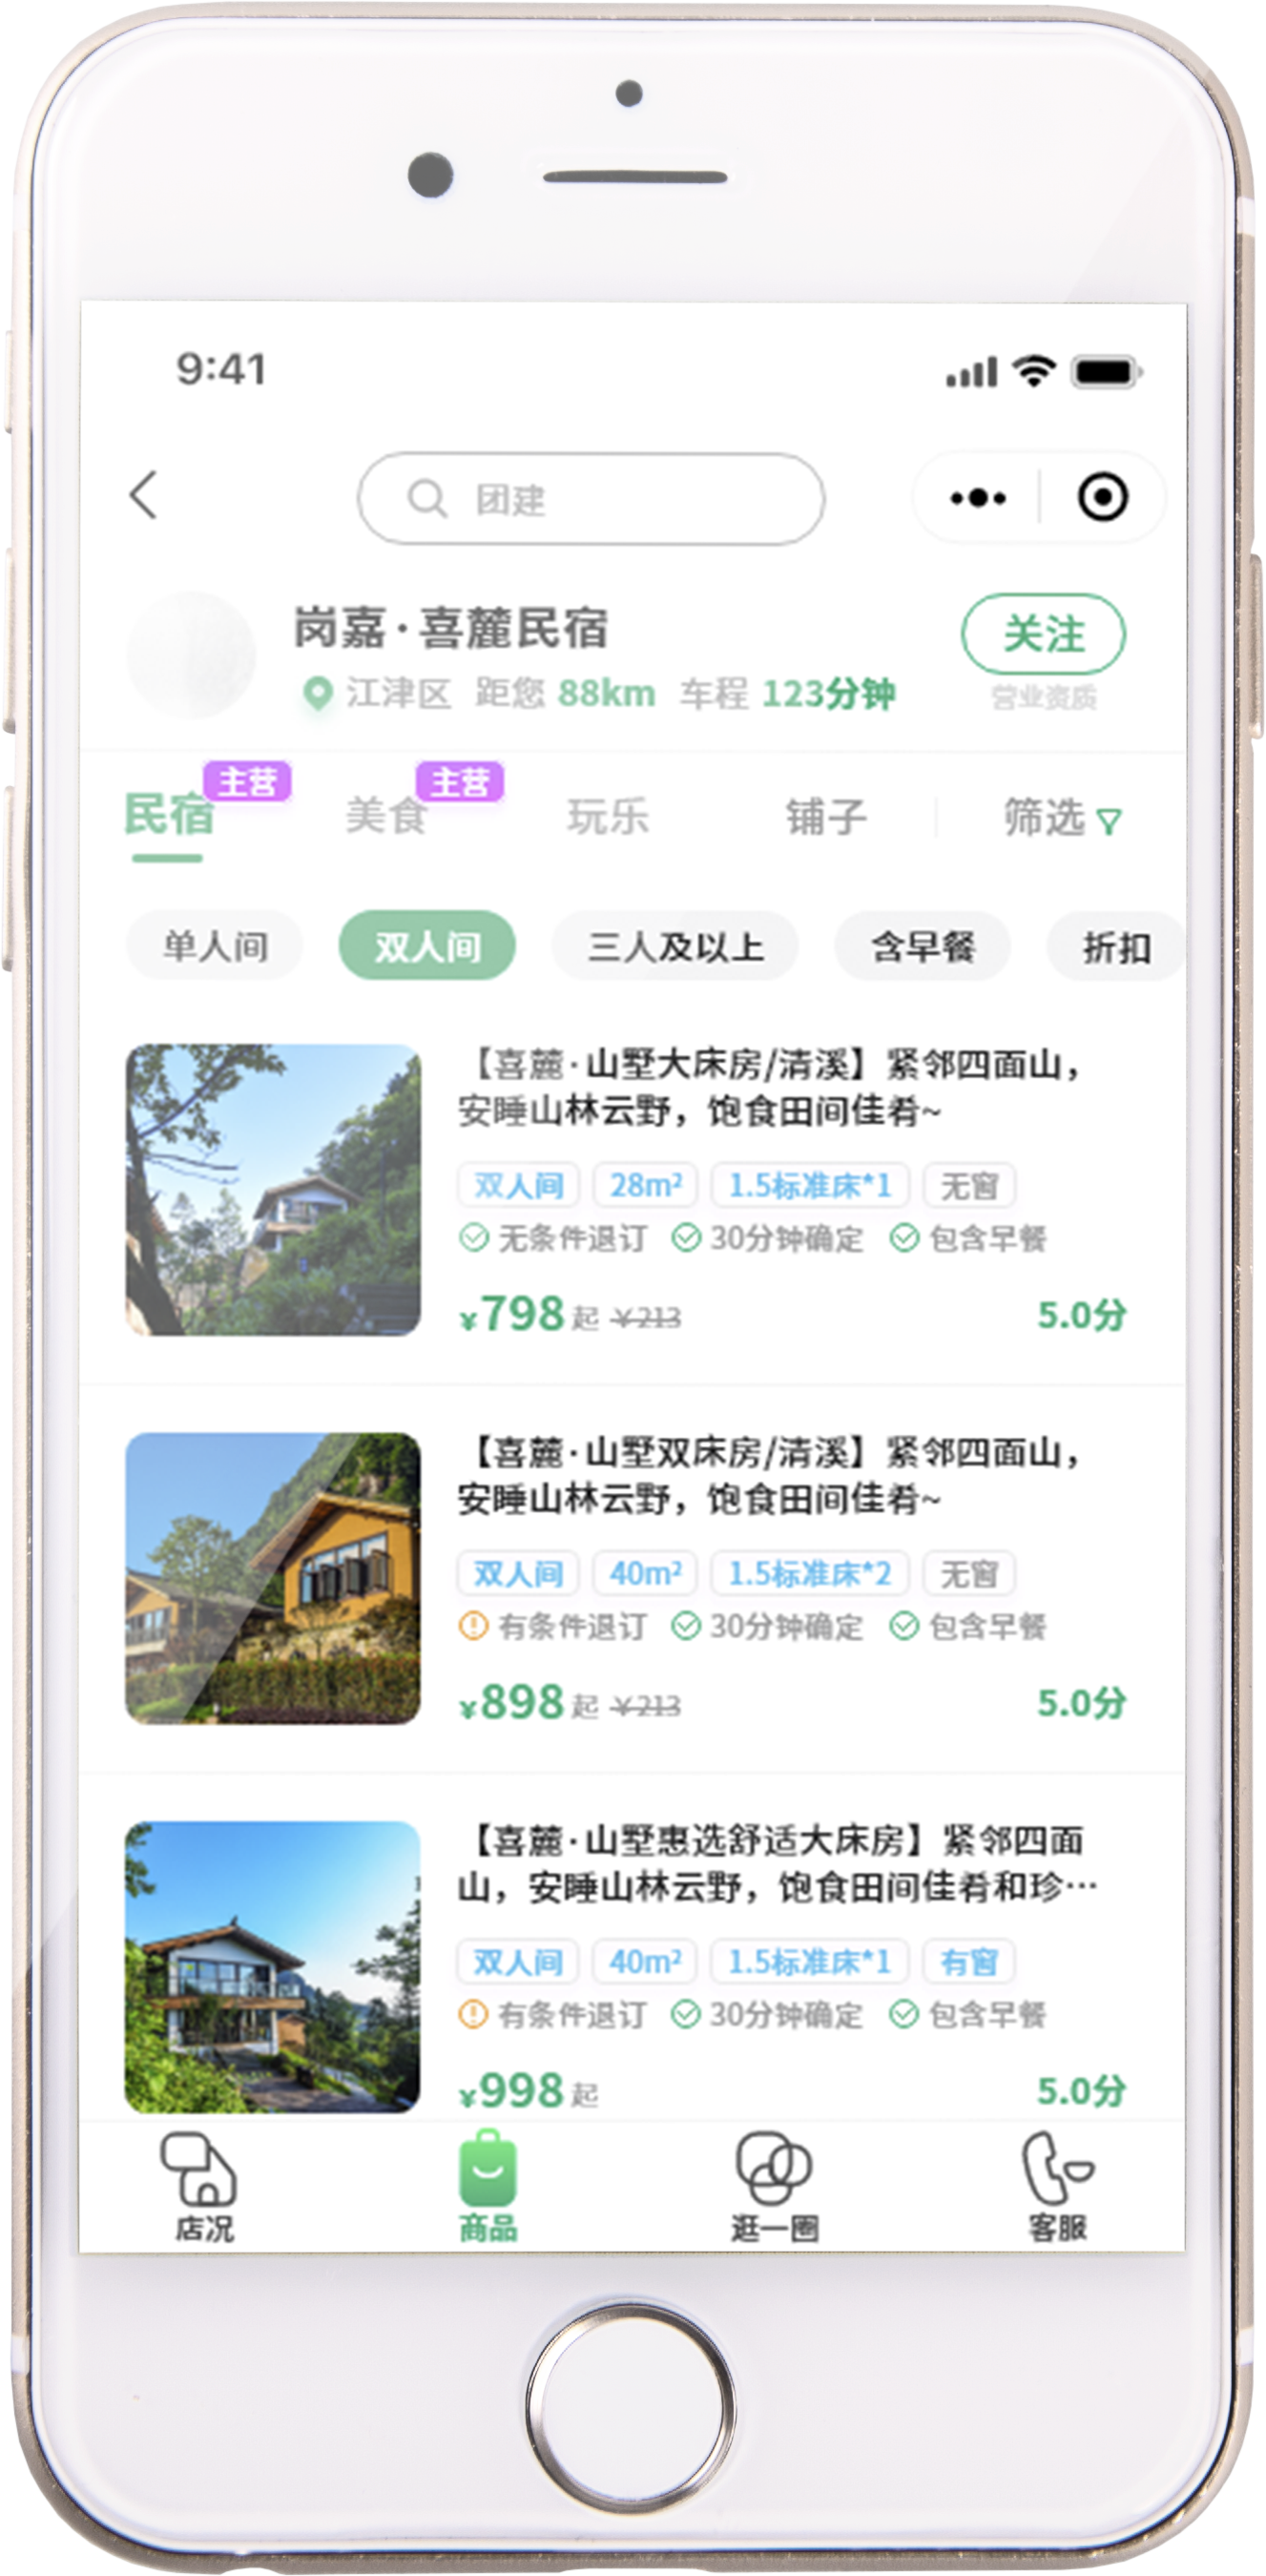 9:41
团建
岗嘉·喜麓民宿
关注
江津区 距您 88km 车程 123分钟
营业资质
主营 主营
民宿 美食 玩乐 铺子 筛选
单人间 双人间 三人及以上 含早餐 折扣
【喜麓·山墅大床房/清溪】紧邻四面山，
安睡山林云野，饱食田间佳肴~
双人间 28m² 1.5标准床*1 无窗
无条件退订 30分钟确定 包含早餐
¥798起 ¥213 5.0分
【喜麓·山墅双床房/清溪】紧邻四面山，
安睡山林云野，饱食田间佳肴~
双人间 40m² 1.5标准床*2 无窗
有条件退订 30分钟确定 包含早餐
¥898起 ¥213 5.0分
【喜麓·山墅惠选舒适大床房】紧邻四面
山，安睡山林云野，饱食田间佳肴和珍…
双人间 40m² 1.5标准床*1 有窗
有条件退订 30分钟确定 包含早餐
¥998起 5.0分
店况 商品 逛一圈 客服